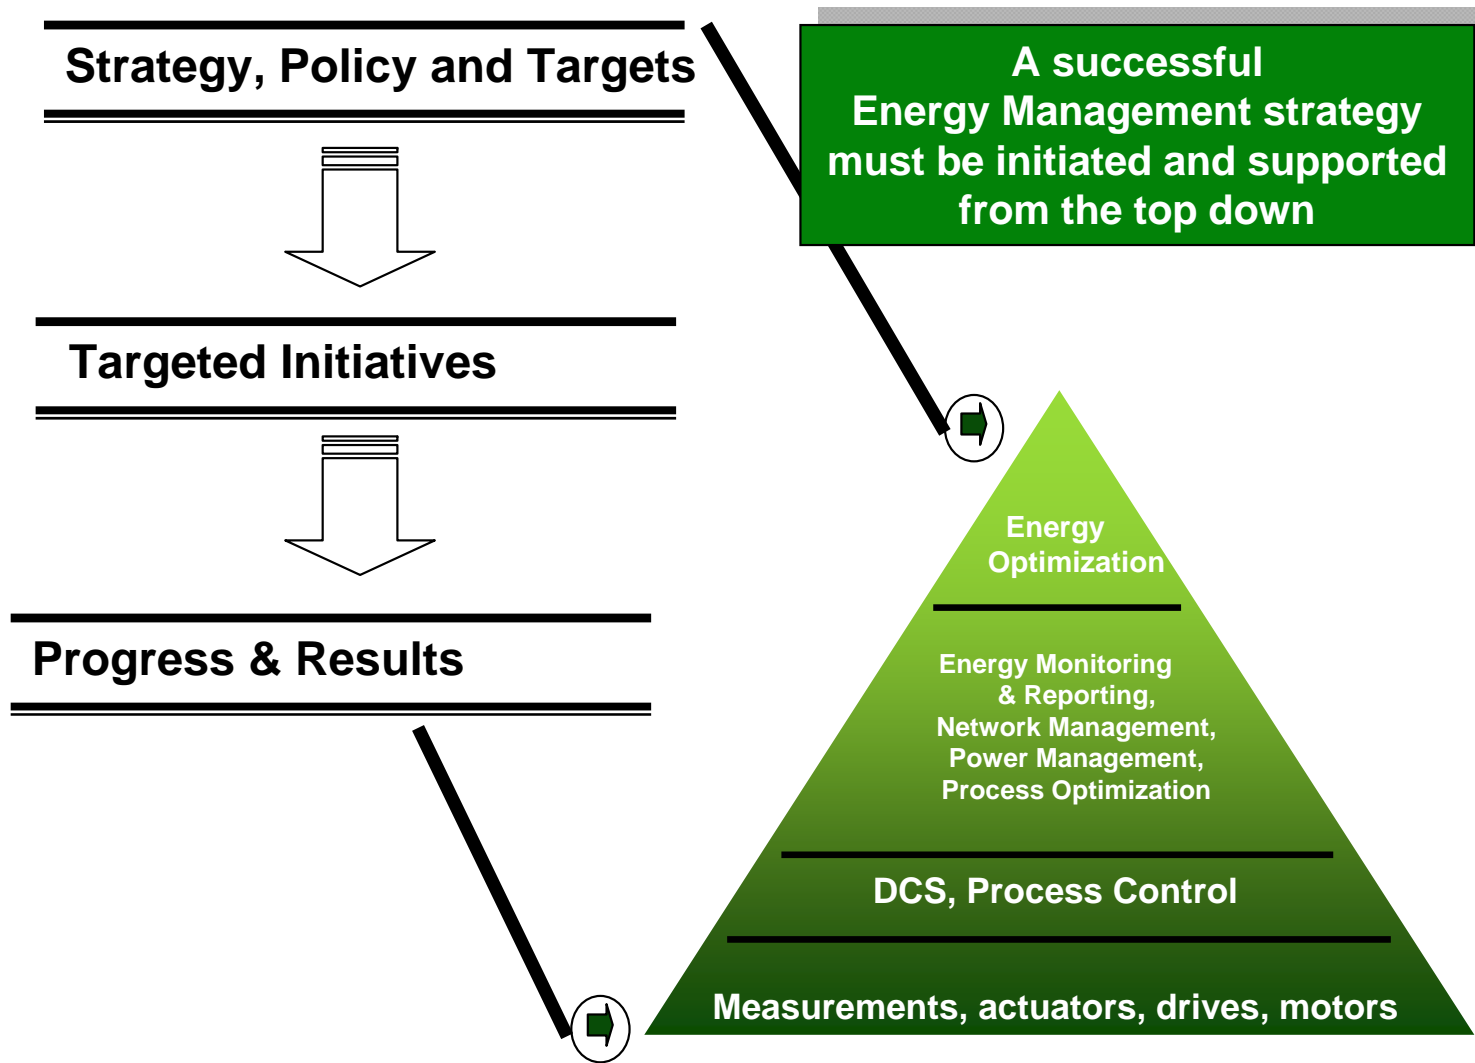 Strategy, Policy and Targets
A successful
Energy Management strategy
must be initiated and supported
from the top down
Targeted Initiatives
Progress & Results
Energy
Optimization
Energy Monitoring
& Reporting,
Network Management,
Power Management,
Process Optimization
DCS, Process Control
Measurements, actuators, drives, motors